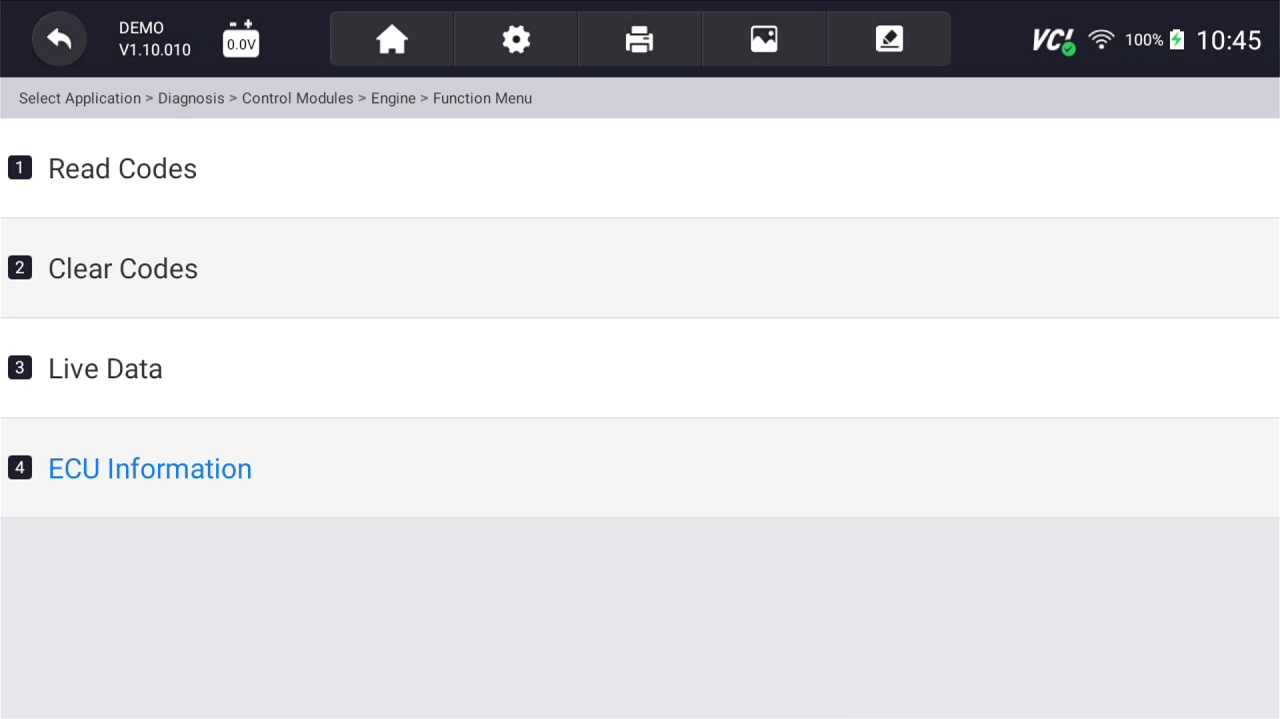 DEMO
V1.10.010
0.0V
VCI
100%
10:45
Select Application > Diagnosis > Control Modules > Engine > Function Menu
1 Read Codes
2 Clear Codes
3 Live Data
4 ECU Information